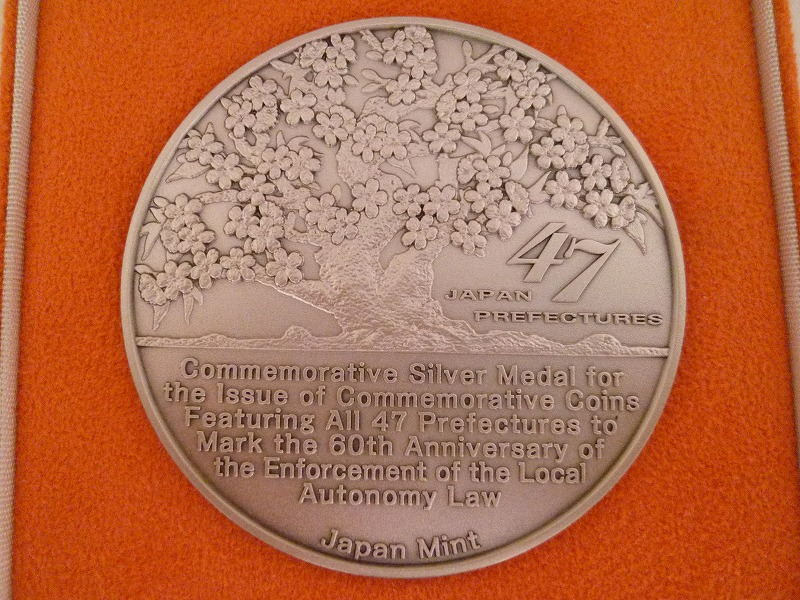 47
JAPAN
PREFECTURES
Commemorative Silver Medal for
the Issue of Commemorative Coins
Featuring All 47 Prefectures to
Mark the 60th Anniversary of
the Enforcement of the Local
Autonomy Law
Japan Mint